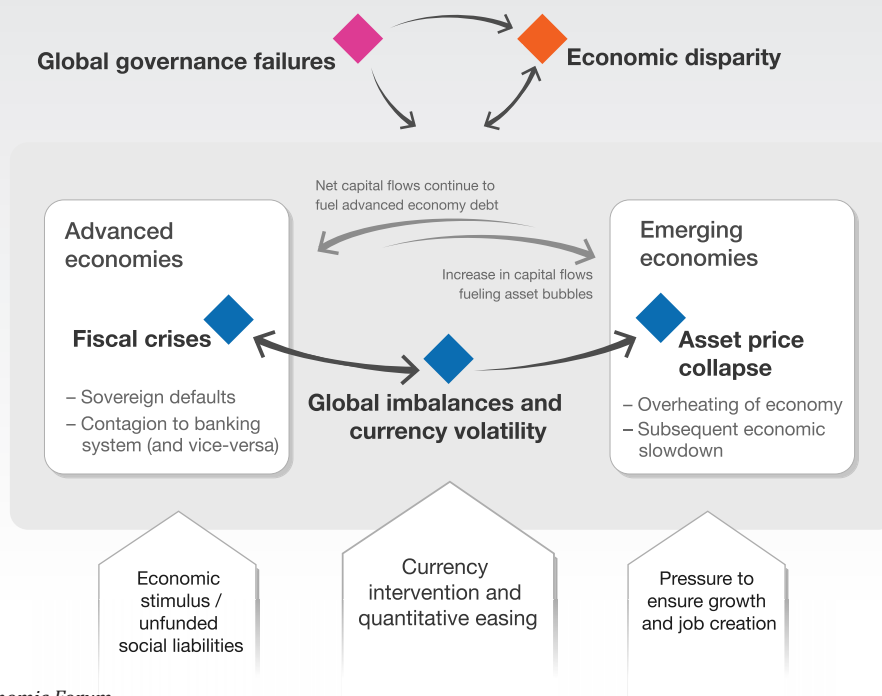 Global governance failures
Economic disparity
Net capital flows continue to
fuel advanced economy debt
Advanced
economies
Emerging
economies
Increase in capital flows
fueling asset bubbles
Fiscal crises
Asset price
collapse
– Sovereign defaults
– Contagion to banking
system (and vice-versa)
Global imbalances and
currency volatility
– Overheating of economy
– Subsequent economic
slowdown
Economic
stimulus /
unfunded
social liabilities
Currency
intervention and
quantitative easing
Pressure to
ensure growth
and job creation
Forum